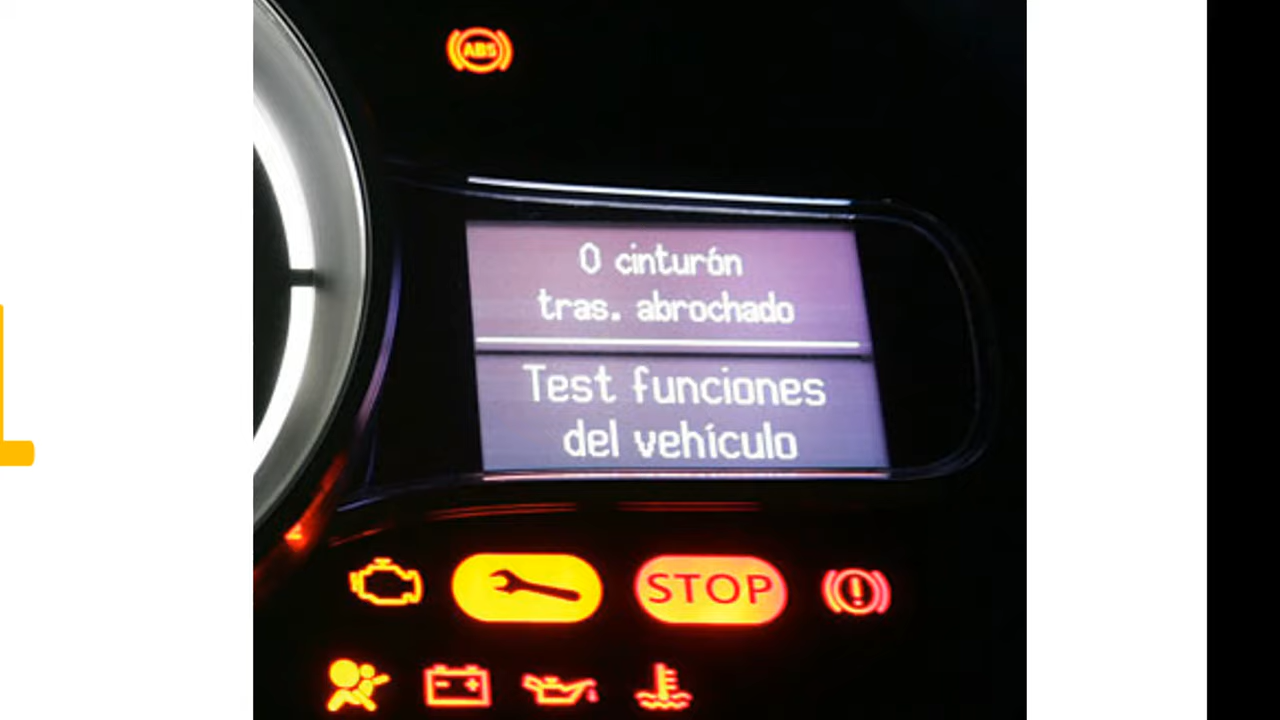 ABS
0 cinturón
tras. abrochado
Test funciones
del vehículo
STOP